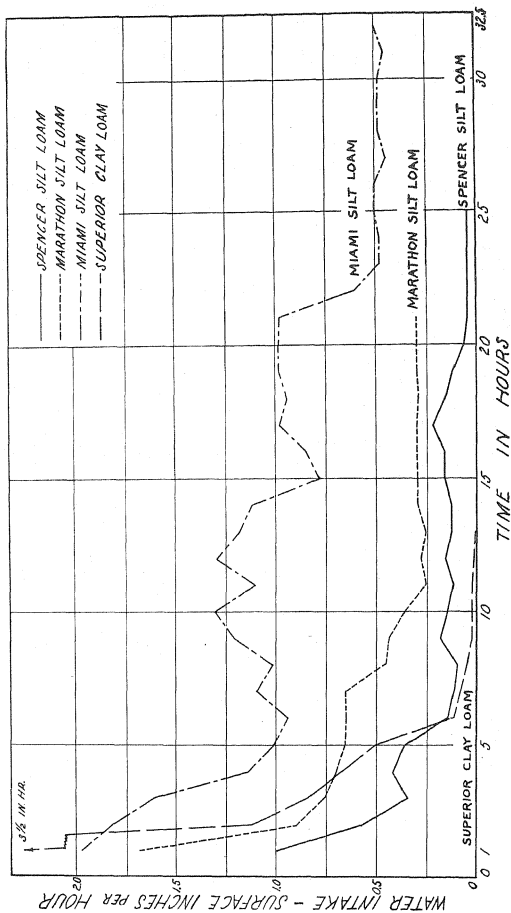 SPENCER SILT LOAM
MARATHON SILT LOAM
MIAMI SILT LOAM
SUPERIOR CLAY LOAM
3½ IN. HR.
MIAMI SILT LOAM
MARATHON SILT LOAM
SPENCER SILT LOAM
SUPERIOR CLAY LOAM
2.0
1.5
1.0
0.5
0
0 1 5 10 15 20 25 30 32.5
TIME IN HOURS
WATER INTAKE - SURFACE INCHES PER HOUR